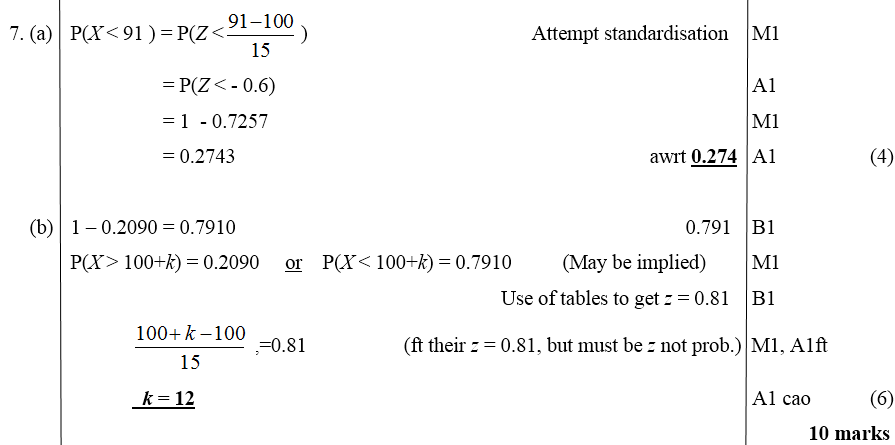 7. (a) P(X < 91 ) = P(Z < (91−100)/15 ) Attempt standardisation M1
= P(Z < - 0.6) A1
= 1 - 0.7257 M1
= 0.2743 awrt 0.274 A1 (4)
(b) 1 – 0.2090 = 0.7910 0.791 B1
P(X > 100+k) = 0.2090 or P(X < 100+k) = 0.7910 (May be implied) M1
Use of tables to get z = 0.81 B1
(100+k−100)/15 ,=0.81 (ft their z = 0.81, but must be z not prob.) M1, A1ft
k = 12 A1 cao (6)
10 marks